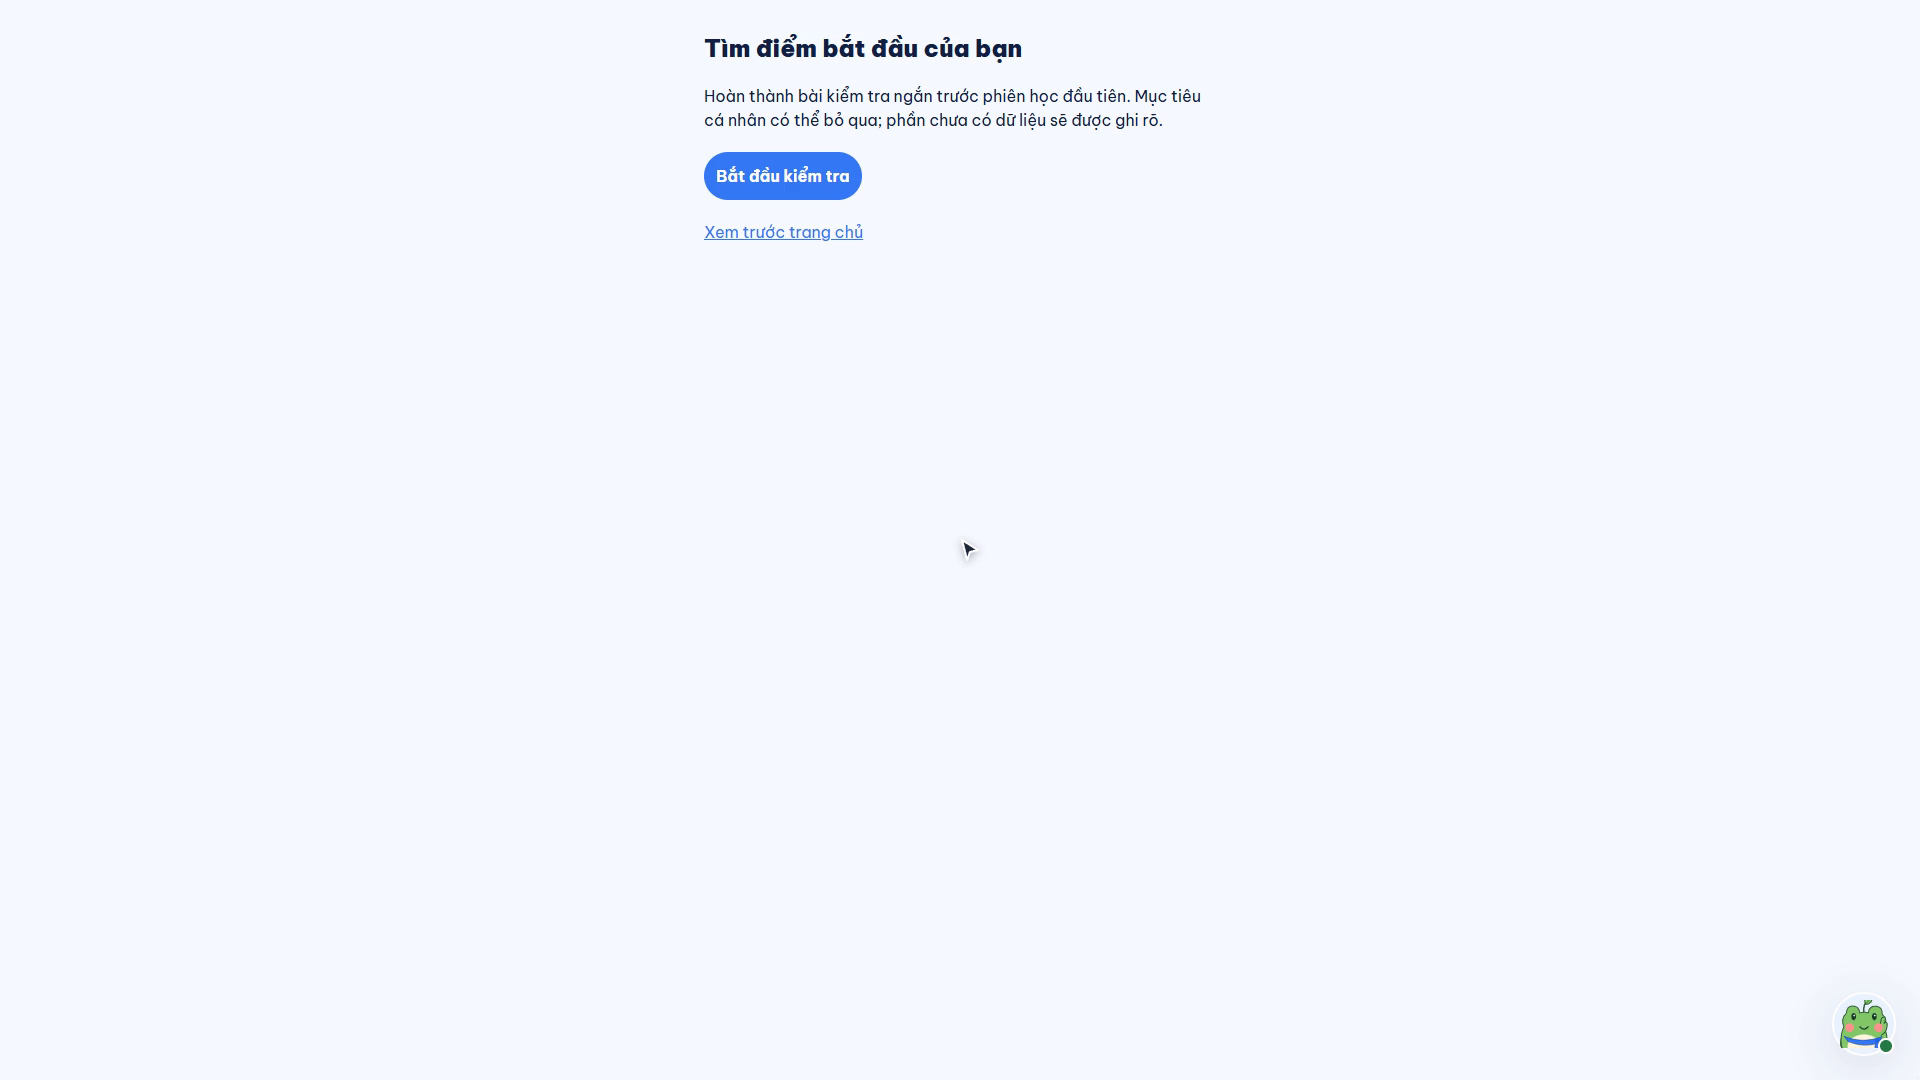 Tìm điểm bắt đầu của bạn
Hoàn thành bài kiểm tra ngắn trước phiên học đầu tiên. Mục tiêu
cá nhân có thể bỏ qua; phần chưa có dữ liệu sẽ được ghi rõ.
Bắt đầu kiểm tra
Xem trước trang chủ